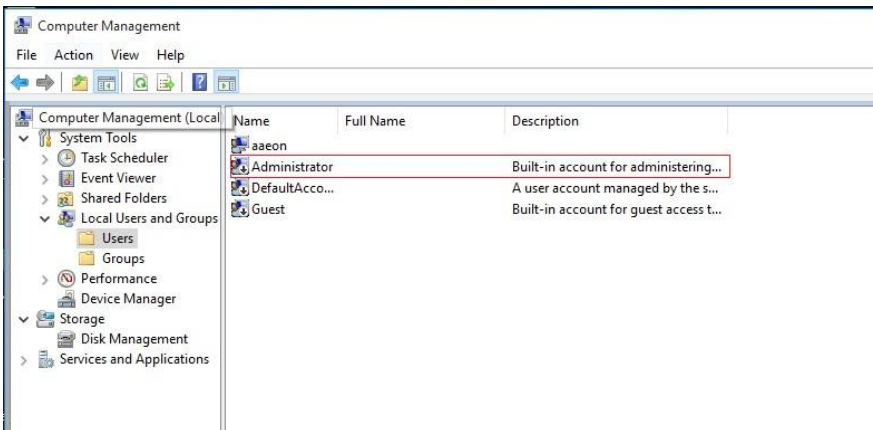 Computer Management
File Action View Help
Computer Management (Local
System Tools
Task Scheduler
Event Viewer
Shared Folders
Local Users and Groups
Users
Groups
Performance
Device Manager
Storage
Disk Management
Services and Applications
Name Full Name Description
aaeon
Administrator Built-in account for administering...
DefaultAcco... A user account managed by the s...
Guest Built-in account for guest access t...